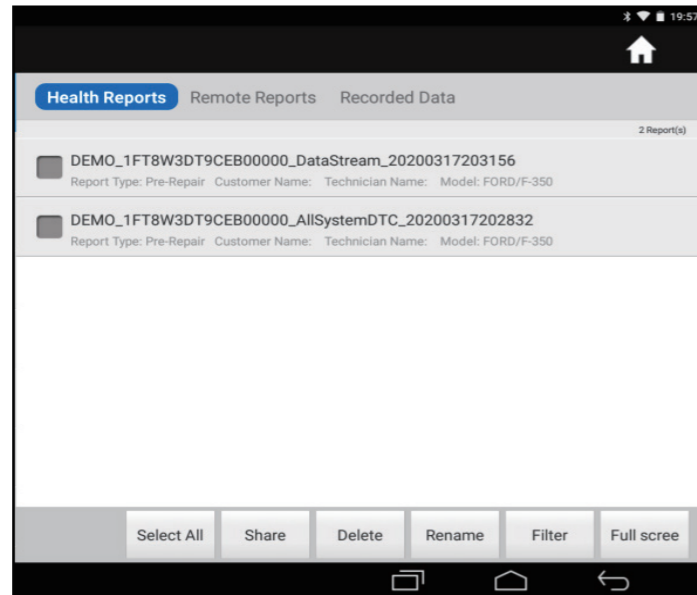 19:57
Health Reports Remote Reports Recorded Data
2 Report(s)
DEMO_1FT8W3DT9CEB00000_DataStream_20200317203156
Report Type: Pre-Repair Customer Name: Technician Name: Model: FORD/F-350
DEMO_1FT8W3DT9CEB00000_AllSystemDTC_20200317202832
Report Type: Pre-Repair Customer Name: Technician Name: Model: FORD/F-350
Select All Share Delete Rename Filter Full scree